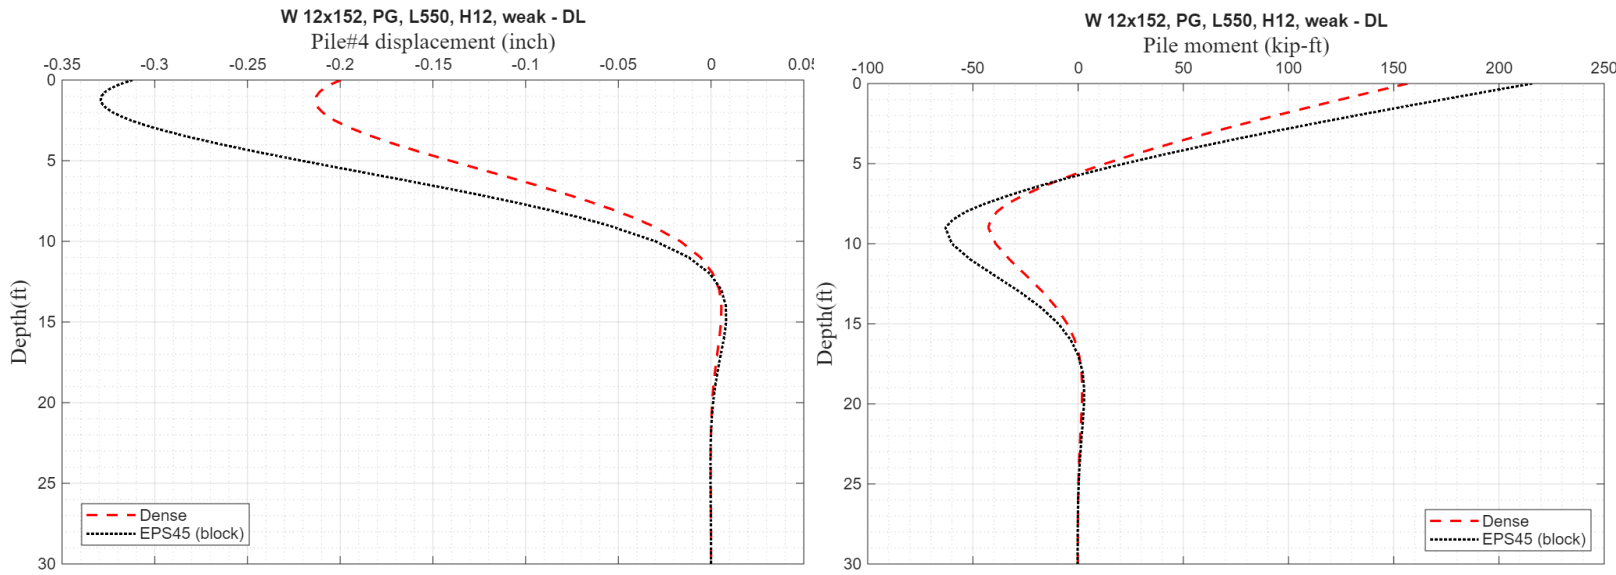 W 12x152, PG, L550, H12, weak - DL
Pile#4 displacement (inch)
-0.35 -0.3 -0.25 -0.2 -0.15 -0.1 -0.05 0
0
5
10
15
20
25
30
Depth(ft)
Dense
EPS45 (block)
W 12x152, PG, L550, H12, weak - DL
Pile moment (kip-ft)
-100 -50 0 50 100 150 200 250
0
5
10
15
20
25
30
Depth(ft)
Dense
EPS45 (block)